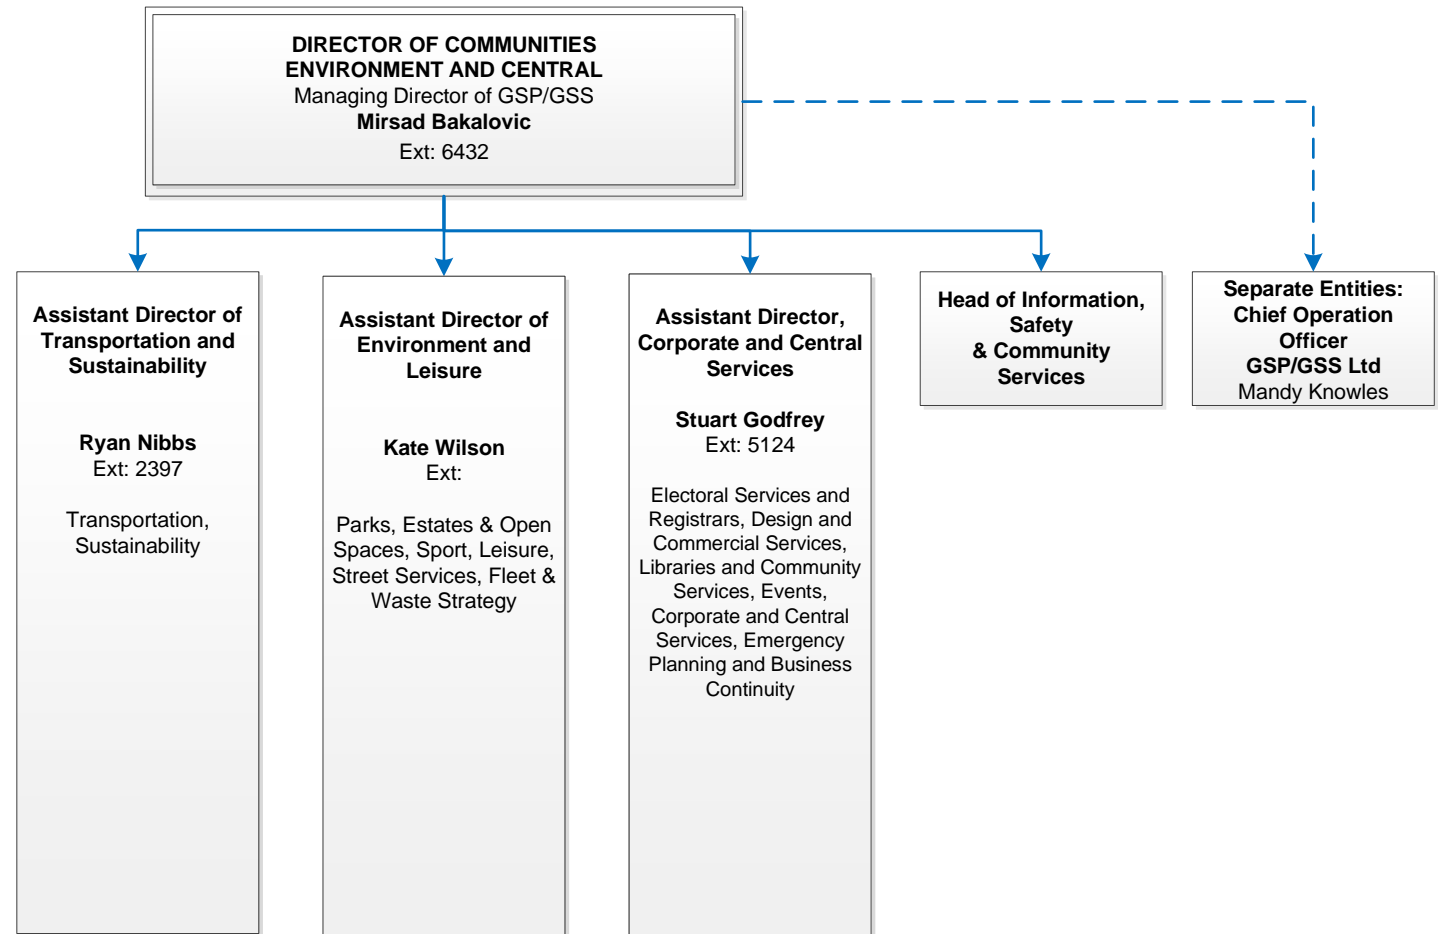 DIRECTOR OF COMMUNITIES
ENVIRONMENT AND CENTRAL
Managing Director of GSP/GSS
Mirsad Bakalovic
Ext: 6432
Assistant Director of
Transportation and
Sustainability
Ryan Nibbs
Ext: 2397
Transportation,
Sustainability
Assistant Director of
Environment and
Leisure
Kate Wilson
Ext:
Parks, Estates & Open
Spaces, Sport, Leisure,
Street Services, Fleet &
Waste Strategy
Assistant Director,
Corporate and Central
Services
Stuart Godfrey
Ext: 5124
Electoral Services and
Registrars, Design and
Commercial Services,
Libraries and Community
Services, Events,
Corporate and Central
Services, Emergency
Planning and Business
Continuity
Head of Information,
Safety
& Community
Services
Separate Entities:
Chief Operation
Officer
GSP/GSS Ltd
Mandy Knowles